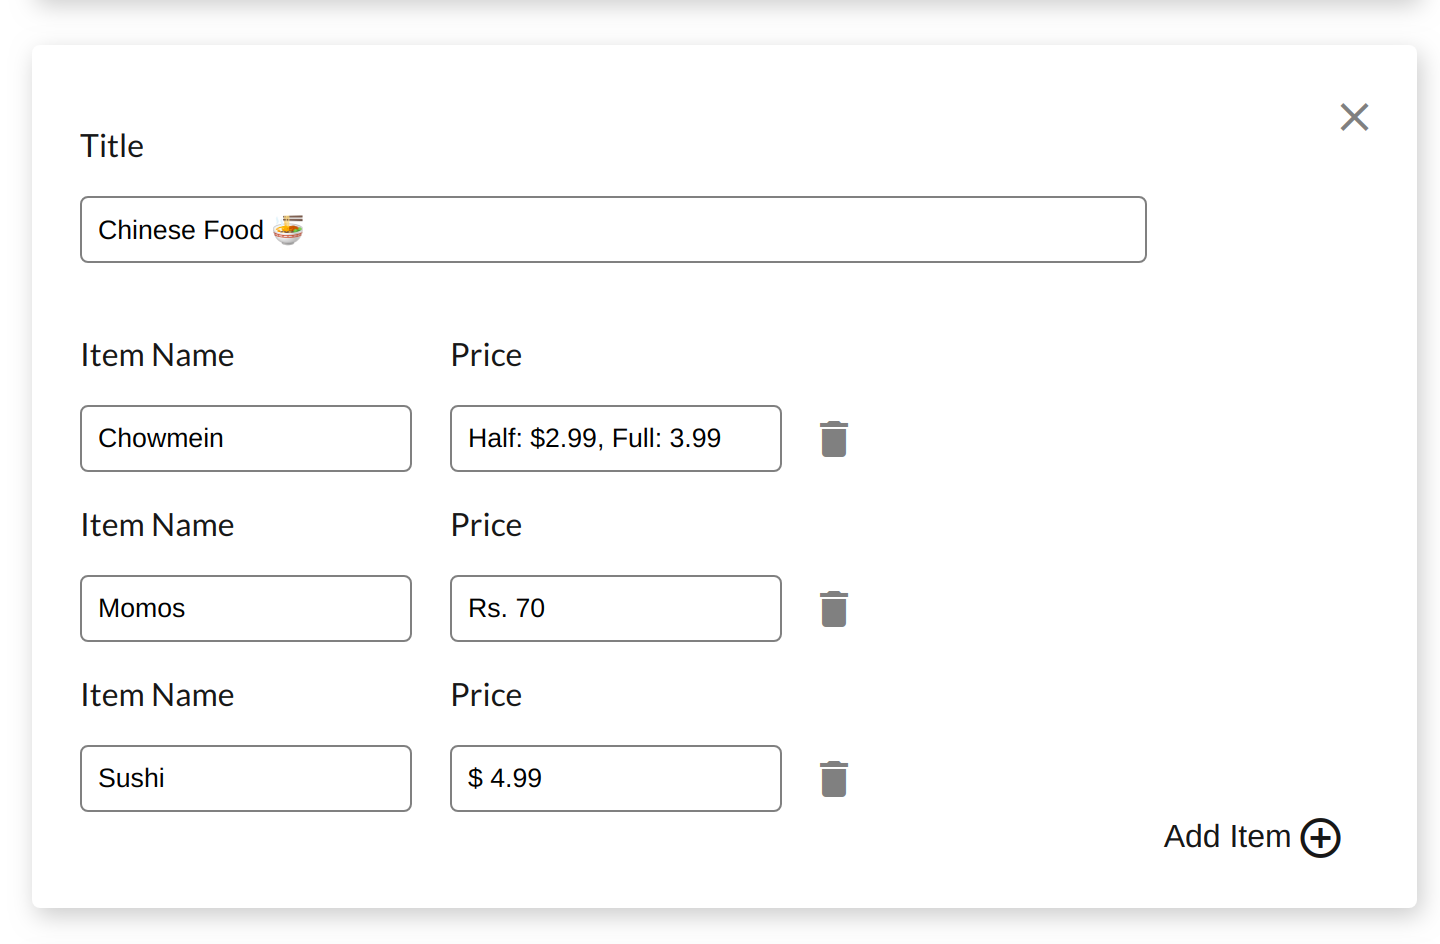 Title
Chinese Food 🍜
Item Name Price
Chowmein Half: $2.99, Full: 3.99
Item Name Price
Momos Rs. 70
Item Name Price
Sushi $ 4.99
Add Item